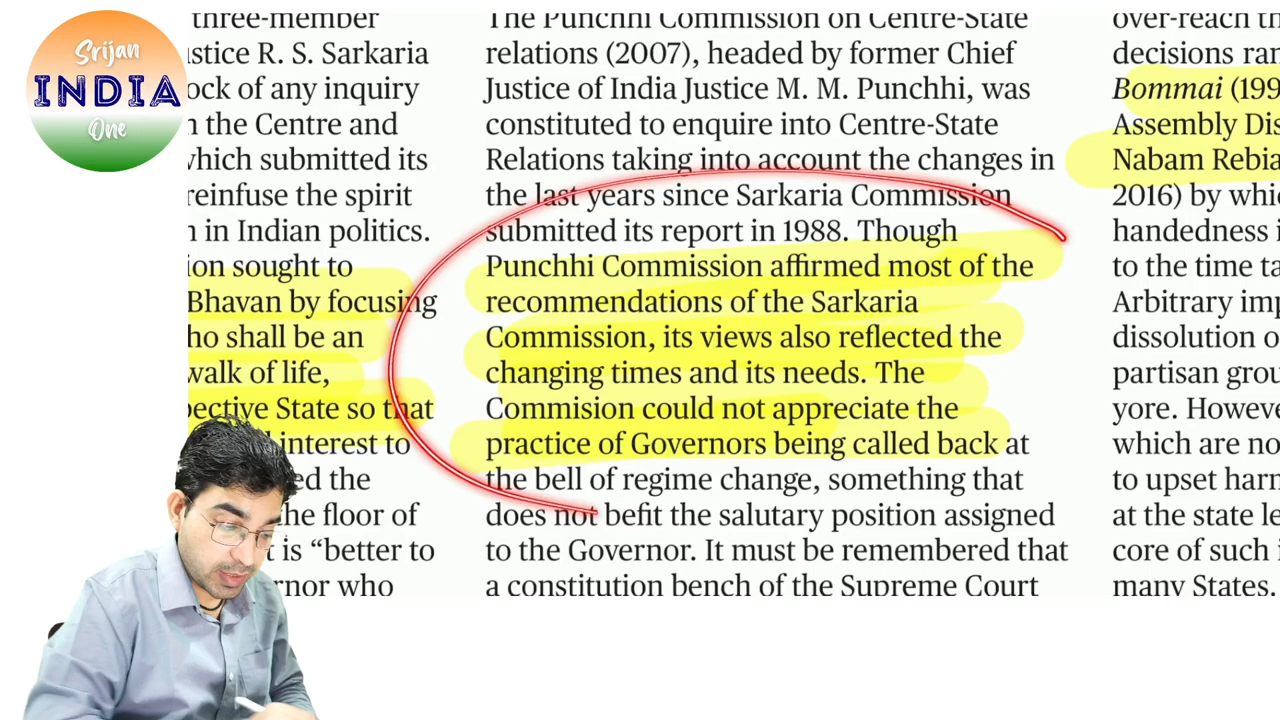 Srijan
INDIA
One
three-member
ustice R. S. Sarkaria
ock of any inquiry
n the Centre and
which submitted its
reinfuse the spirit
n in Indian politics.
ion sought to
Bhavan by focusing
ho shall be an
walk of life,
pective State so that
interest to
ed the
the floor of
t is “better to
rnor who
The Punchhi Commission on Centre-State
relations (2007), headed by former Chief
Justice of India Justice M. M. Punchhi, was
constituted to enquire into Centre-State
Relations taking into account the changes in
the last years since Sarkaria Commission
submitted its report in 1988. Though
Punchhi Commission affirmed most of the
recommendations of the Sarkaria
Commission, its views also reflected the
changing times and its needs. The
Commision could not appreciate the
practice of Governors being called back at
the bell of regime change, something that
does not befit the salutary position assigned
to the Governor. It must be remembered that
a constitution bench of the Supreme Court
over-reach th
decisions ran
Bommai (199
Assembly Dis
Nabam Rebia
2016) by whic
handedness i
to the time ta
Arbitrary imp
dissolution o
partisan grou
yore. Howeve
which are no
to upset harn
at the state le
core of such i
many States.